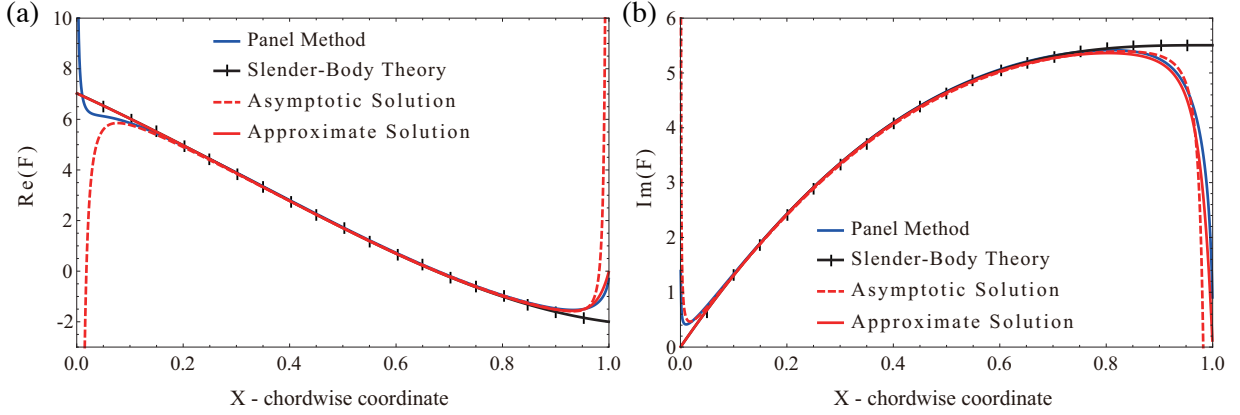 (a)
10
8
6
4
2
0
-2
Re(F)
Panel Method
Slender-Body Theory
Asymptotic Solution
Approximate Solution
0.0 0.2 0.4 0.6 0.8 1.0
X - chordwise coordinate
(b)
6
5
4
3
2
1
0
Im(F)
Panel Method
Slender-Body Theory
Asymptotic Solution
Approximate Solution
0.0 0.2 0.4 0.6 0.8 1.0
X - chordwise coordinate